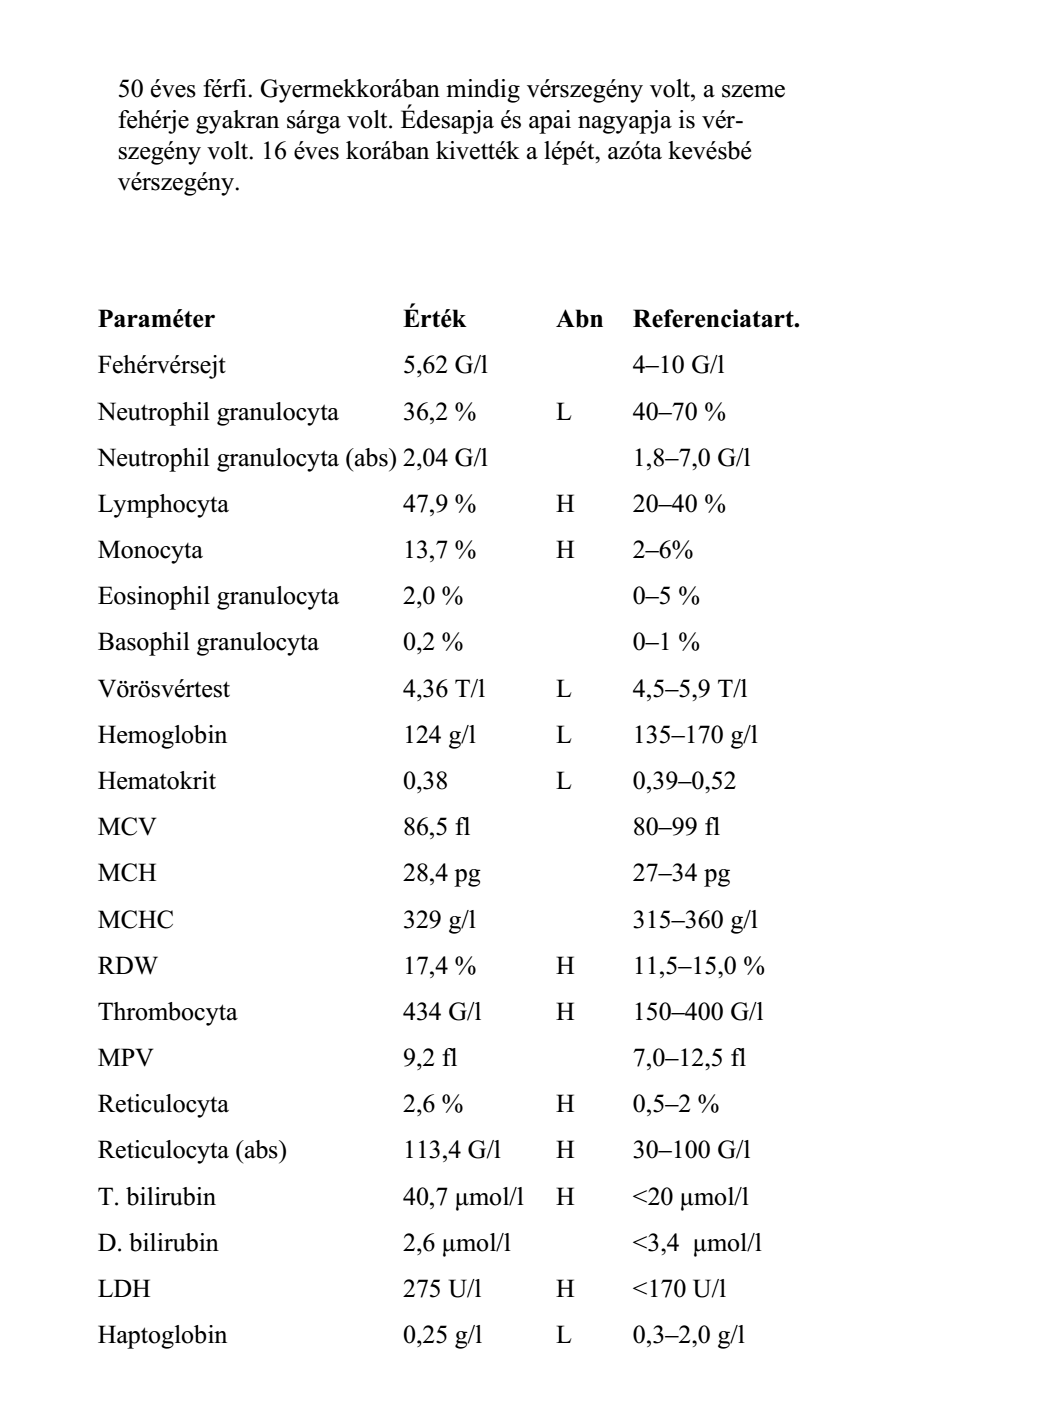 50 éves férfi. Gyermekkorában mindig vérszegény volt, a szeme
fehérje gyakran sárga volt. Édesapja és apai nagyapja is vér-
szegény volt. 16 éves korában kivették a lépét, azóta kevésbé
vérszegény.
Paraméter Érték Abn Referenciatart.
Fehérvérsejt 5,62 G/l 4–10 G/l
Neutrophil granulocyta 36,2 % L 40–70 %
Neutrophil granulocyta (abs) 2,04 G/l 1,8–7,0 G/l
Lymphocyta 47,9 % H 20–40 %
Monocyta 13,7 % H 2–6%
Eosinophil granulocyta 2,0 % 0–5 %
Basophil granulocyta 0,2 % 0–1 %
Vörösvértest 4,36 T/l L 4,5–5,9 T/l
Hemoglobin 124 g/l L 135–170 g/l
Hematokrit 0,38 L 0,39–0,52
MCV 86,5 fl 80–99 fl
MCH 28,4 pg 27–34 pg
MCHC 329 g/l 315–360 g/l
RDW 17,4 % H 11,5–15,0 %
Thrombocyta 434 G/l H 150–400 G/l
MPV 9,2 fl 7,0–12,5 fl
Reticulocyta 2,6 % H 0,5–2 %
Reticulocyta (abs) 113,4 G/l H 30–100 G/l
T. bilirubin 40,7 μmol/l H <20 μmol/l
D. bilirubin 2,6 μmol/l <3,4 μmol/l
LDH 275 U/l H <170 U/l
Haptoglobin 0,25 g/l L 0,3–2,0 g/l